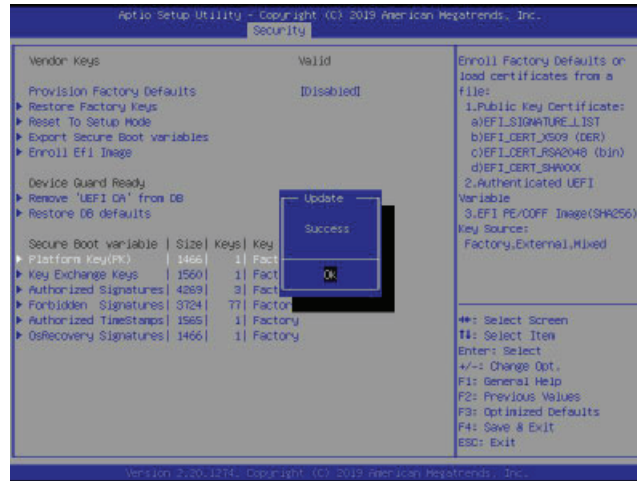 Aptio Setup Utility - Copyright (C) 2019 American Megatrends, Inc.
Security
Vendor Keys Valid
Provision Factory Defaults [Disabled]
Restore Factory Keys
Reset To Setup Mode
Export Secure Boot variables
Enroll Efi Image
Device Guard Ready
Remove 'UEFI CA' from DB
Restore DB defaults
Secure Boot variable | Size| Keys| Key
Platform Key(PK) | 1466| 1| Fact
Key Exchange Keys | 1560| 1| Fact
Authorized Signatures| 4269| 3| Fact
Forbidden Signatures| 3724| 77| Factor
Authorized TimeStamps| 1565| 1| Factory
OsRecovery Signatures| 1466| 1| Factory
Update
Success
Ok
Enroll Factory Defaults or
load certificates from a
file:
1.Public Key Certificate:
a)EFI_SIGNATURE_LIST
b)EFI_CERT_X509 (DER)
c)EFI_CERT_RSA2048 (bin)
d)EFI_CERT_SHAXXX
2.Authenticated UEFI
Variable
3.EFI PE/COFF Image(SHA256)
Key Source:
Factory,External,Mixed
↔: Select Screen
↑↓: Select Item
Enter: Select
+/-: Change Opt.
F1: General Help
F2: Previous Values
F3: Optimized Defaults
F4: Save & Exit
ESC: Exit
Version 2.20.1274. Copyright (C) 2019 American Megatrends, Inc.